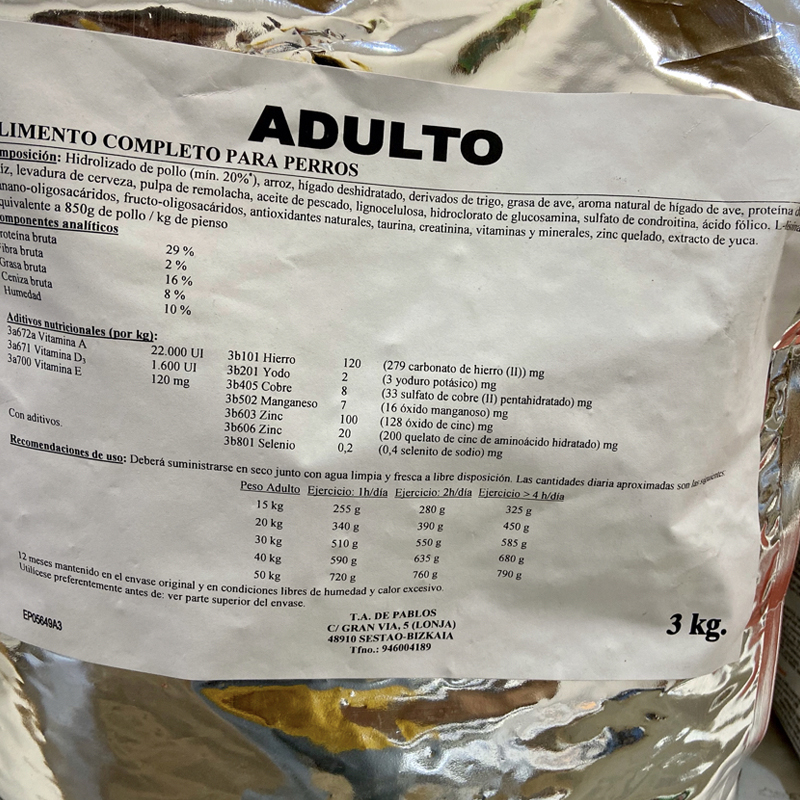 ADULTO
LIMENTO COMPLETO PARA PERROS
mposición: Hidrolizado de pollo (mín. 20%*), arroz, hígado deshidratado, derivados de trigo, grasa de ave, aroma natural de hígado de ave, proteína d
íz, levadura de cerveza, pulpa de remolacha, aceite de pescado, lignocelulosa, hidroclorato de glucosamina, sulfato de condroitina, ácido fólico. L-
nano-oligosacáridos, fructo-oligosacáridos, antioxidantes naturales, taurina, creatinina, vitaminas y minerales, zinc quelado, extracto de yuca.
quivalente a 850g de pollo / kg de pienso
omponentes analíticos
roteína bruta 29 %
ibra bruta 2 %
Grasa bruta 16 %
Ceniza bruta 8 %
Humedad 10 %
Aditivos nutricionales (por kg):
3a672a Vitamina A 22.000 UI
3a671 Vitamina D3 1.600 UI
3a700 Vitamina E 120 mg
3b101 Hierro 120 (279 carbonato de hierro (II)) mg
3b201 Yodo 2 (3 yoduro potásico) mg
3b405 Cobre 8 (33 sulfato de cobre (II) pentahidratado) mg
3b502 Manganeso 7 (16 óxido manganoso) mg
3b603 Zinc 100 (128 óxido de cinc) mg
3b606 Zinc 20 (200 quelato de cinc de aminoácido hidratado) mg
3b801 Selenio 0,2 (0,4 selenito de sodio) mg
Con aditivos.
Recomendaciones de uso: Deberá suministrarse en seco junto con agua limpia y fresca a libre disposición. Las cantidades diaria aproximadas son las siguientes:
Peso Adulto Ejercicio: 1h/día Ejercicio: 2h/día Ejercicio > 4 h/día
15 kg 255 g 280 g 325 g
20 kg 340 g 390 g 450 g
30 kg 510 g 550 g 585 g
40 kg 590 g 635 g 680 g
50 kg 720 g 760 g 790 g
12 meses mantenido en el envase original y en condiciones libres de humedad y calor excesivo.
Utilícese preferentemente antes de: ver parte superior del envase.
EP05649A3
T.A. DE PABLOS
C/ GRAN VIA, 5 (LONJA)
48910 SESTAO-BIZKAIA
Tfno.: 946004189
3 kg.